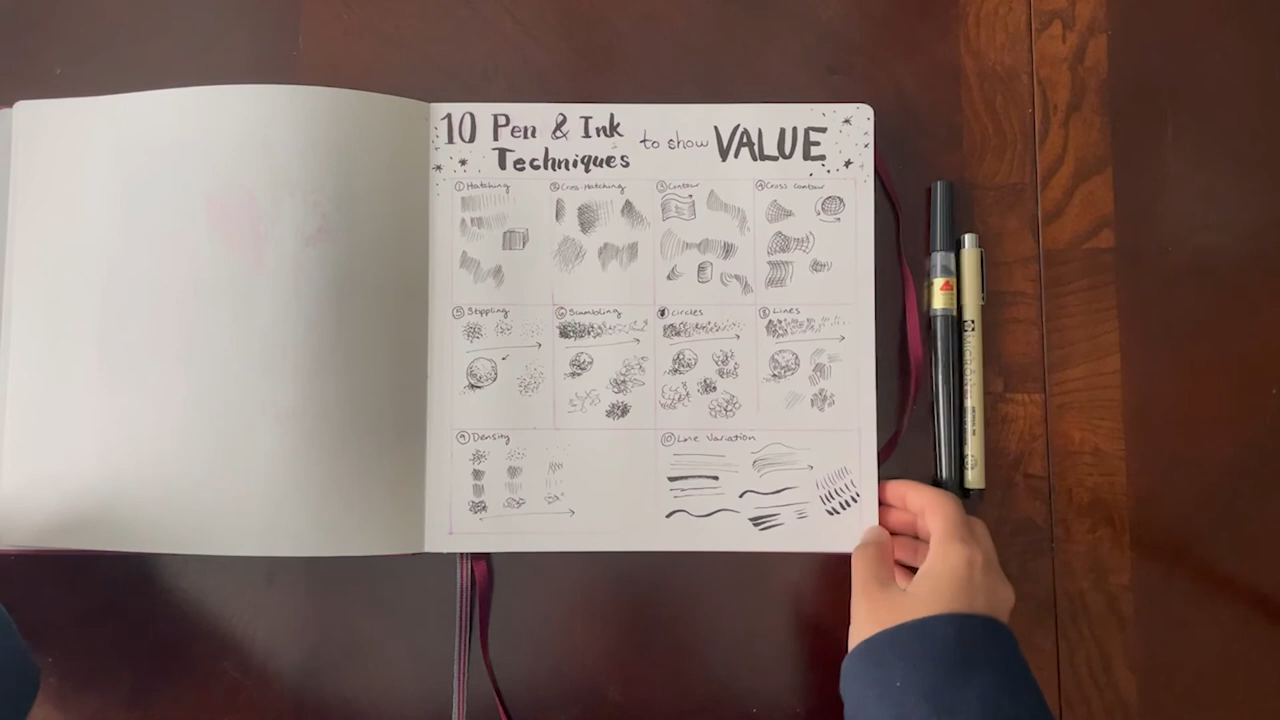 10 Pen & Ink Techniques to show VALUE
① Hatching
② Cross-Hatching
③ Contour
④ Cross Contour
⑤ Stippling
⑥ Scumbling
⑦ Circles
⑧ Lines
⑨ Density
⑩ Line Variation
MICRON